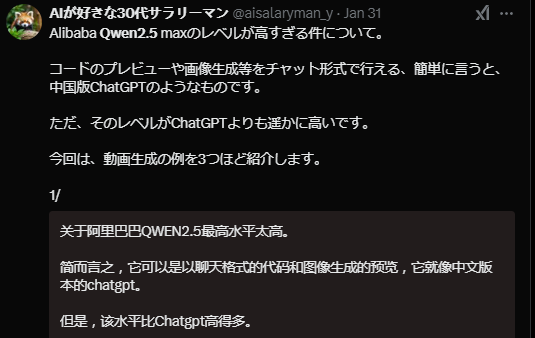 AIが好きな30代サラリーマン @aisalaryman_y · Jan 31
Alibaba Qwen2.5 maxのレベルが高すぎる件について。
コードのプレビューや画像生成等をチャット形式で行える、簡単に言うと、
中国版ChatGPTのようなものです。
ただ、そのレベルがChatGPTよりも遥かに高いです。
今回は、動画生成の例を3つほど紹介します。
1/
关于阿里巴巴QWEN2.5最高水平太高。
简而言之，它可以是以聊天格式的代码和图像生成的预览，它就像中文版
本的chatgpt。
但是，该水平比Chatgpt高得多。